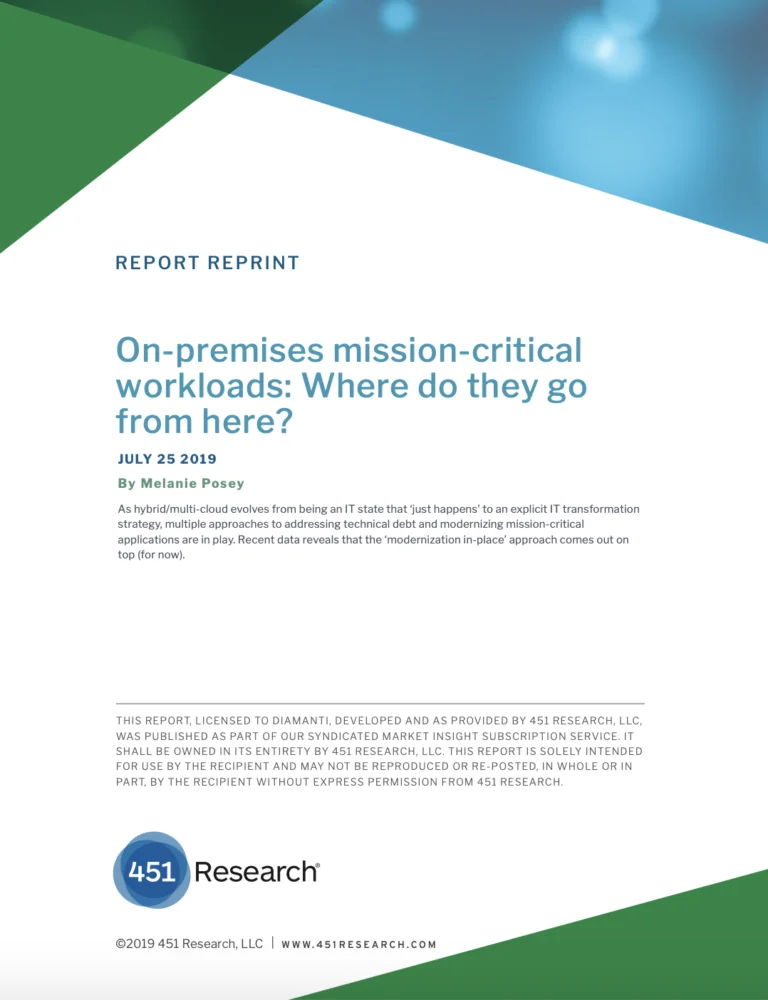 REPORT REPRINT
On-premises mission-critical
workloads: Where do they go
from here?
JULY 25 2019
By Melanie Posey
As hybrid/multi-cloud evolves from being an IT state that ‘just happens’ to an explicit IT transformation
strategy, multiple approaches to addressing technical debt and modernizing mission-critical
applications are in play. Recent data reveals that the ‘modernization in-place’ approach comes out on
top (for now).
THIS REPORT, LICENSED TO DIAMANTI, DEVELOPED AND AS PROVIDED BY 451 RESEARCH, LLC,
WAS PUBLISHED AS PART OF OUR SYNDICATED MARKET INSIGHT SUBSCRIPTION SERVICE. IT
SHALL BE OWNED IN ITS ENTIRETY BY 451 RESEARCH, LLC. THIS REPORT IS SOLELY INTENDED
FOR USE BY THE RECIPIENT AND MAY NOT BE REPRODUCED OR RE-POSTED, IN WHOLE OR IN
PART, BY THE RECIPIENT WITHOUT EXPRESS PERMISSION FROM 451 RESEARCH.
451 Research®
©2019 451 Research, LLC | WWW.451RESEARCH.COM